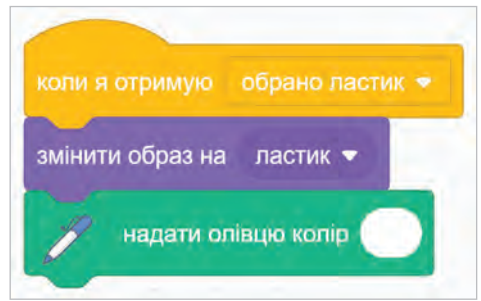 коли я отримую обрано ластик
змінити образ на ластик
надати олівцю колір